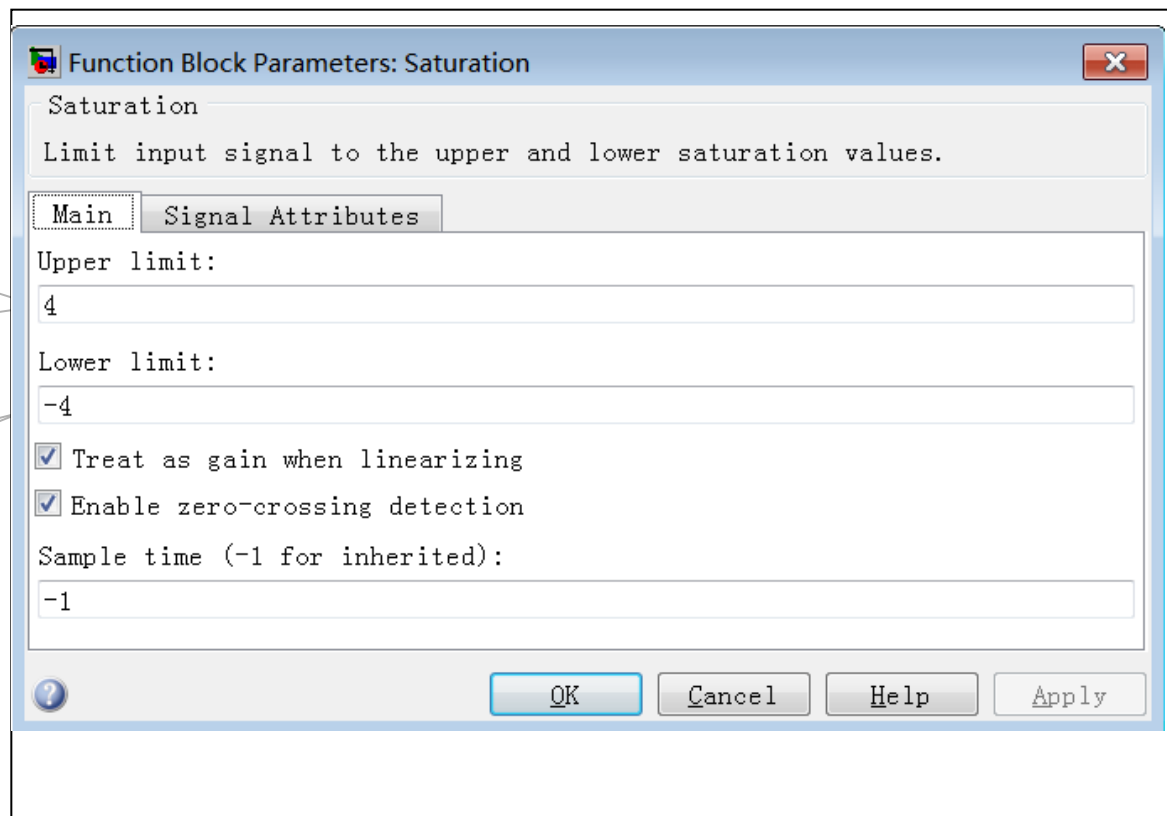 Function Block Parameters: Saturation
Saturation
Limit input signal to the upper and lower saturation values.
Main Signal Attributes
Upper limit:
4
Lower limit:
-4
Treat as gain when linearizing
Enable zero-crossing detection
Sample time (-1 for inherited):
-1
OK Cancel Help Apply